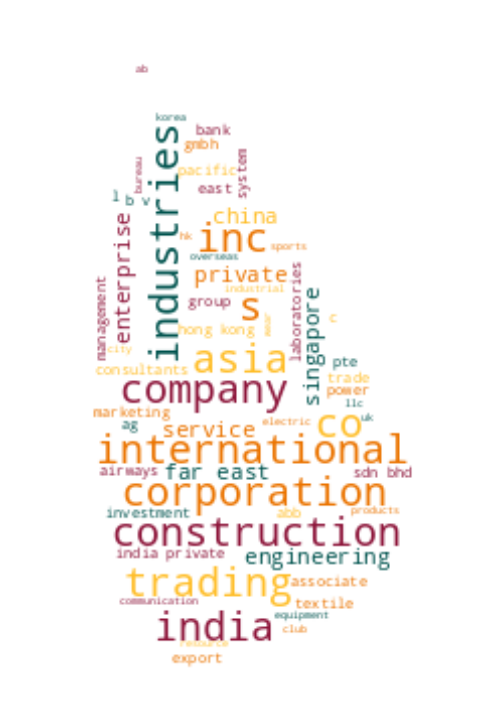 ab
korea
bank
industries
gmbh
bureau
pacific
system
east
l
b
v
enterprise
china
hk
inc
sports
overseas
private
management
laboratories
industrial
group
s
singapore
hong kong
wear
c
city
asia
pte
consultants
trade
company
power
llc
marketing
uk
ag
service
electric
co
international
airways
far east
sdn bhd
corporation
investment
abb
products
construction
india private
engineering
trading
associate
communication
textile
equipment
india
club
resource
export